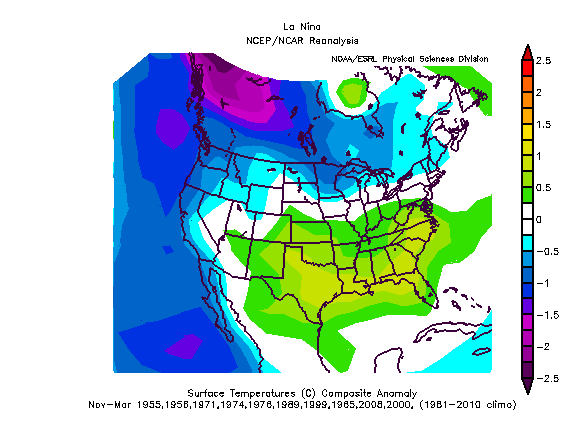 La Nina
NCEP/NCAR Reanalysis
NOAA/ESRL Physical Sciences Division
2.5
2
1.5
1
0.5
0
-0.5
-1
-1.5
-2
-2.5
Surface Temperatures (C) Composite Anomaly
Nov-Mar 1955,1956,1971,1974,1976,1989,1999,1965,2008,2000, (1981-2010 climo)